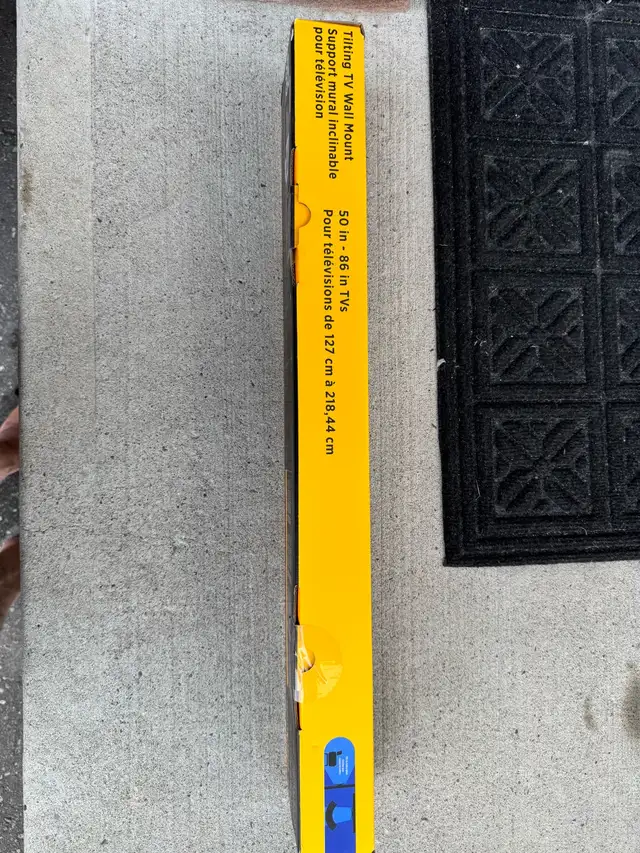 Tilting TV Wall Mount
Support mural inclinable
pour télévision
50 in - 86 in TVs
Pour télévisions de 127 cm à 218,44 cm